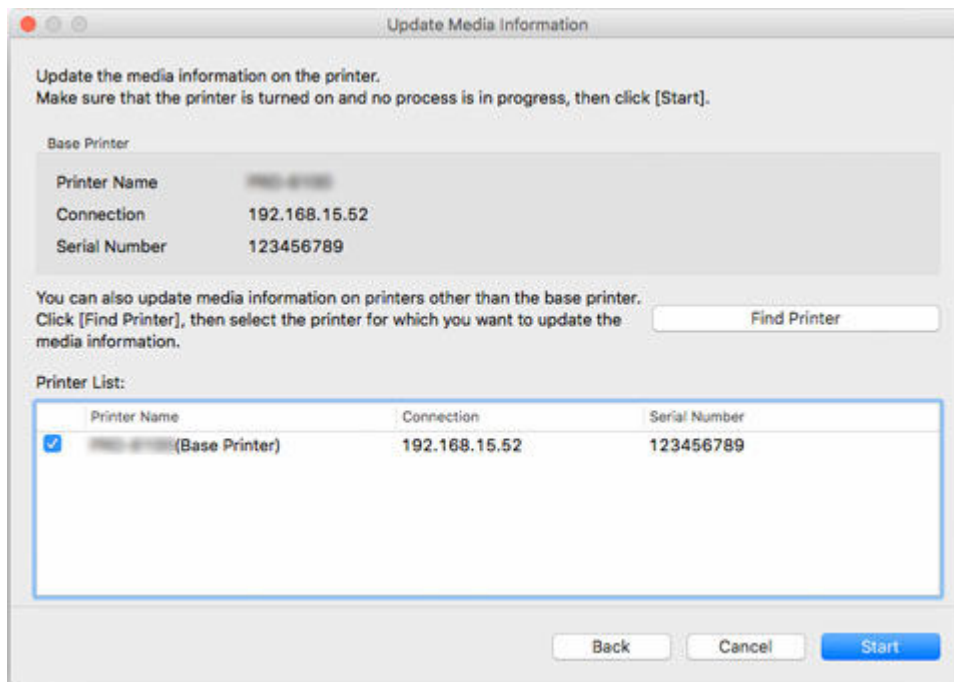 Update Media Information
Update the media information on the printer.
Make sure that the printer is turned on and no process is in progress, then click [Start].
Base Printer
Printer Name
Connection 192.168.15.52
Serial Number 123456789
You can also update media information on printers other than the base printer.
Click [Find Printer], then select the printer for which you want to update the
media information.
Find Printer
Printer List:
Printer Name Connection Serial Number
(Base Printer) 192.168.15.52 123456789
Back Cancel Start